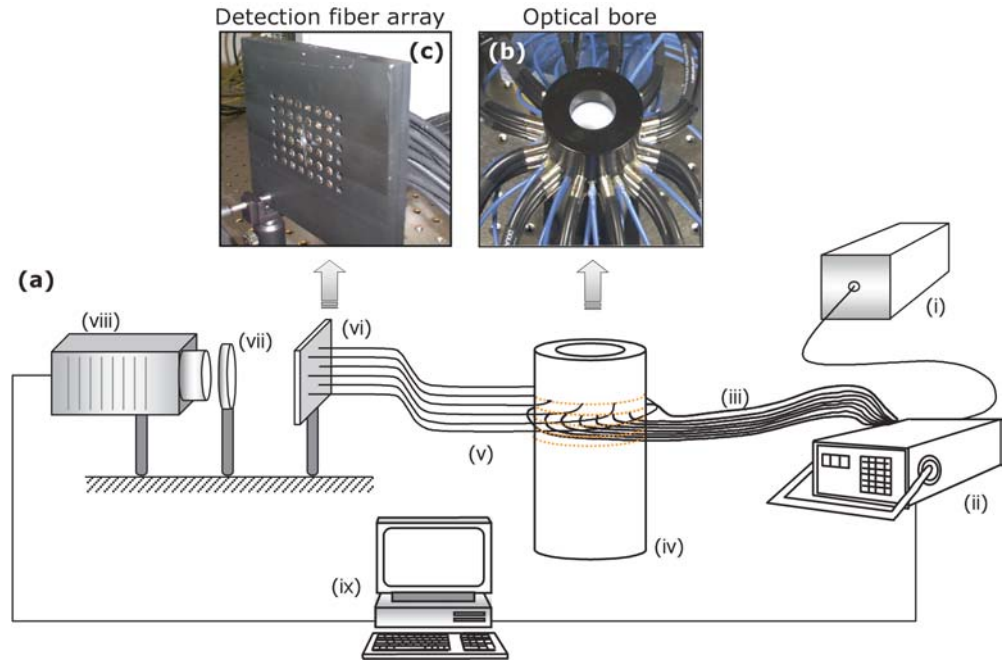 Detection fiber array
Optical bore
(c)
(b)
(a)
(i)
(viii)
(vii)
(vi)
(iii)
(v)
(ii)
(iv)
(ix)